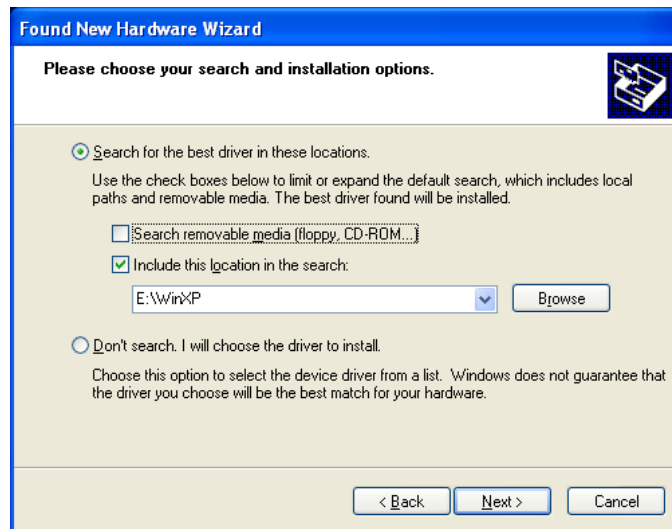 Found New Hardware Wizard
Please choose your search and installation options.
Search for the best driver in these locations.
Use the check boxes below to limit or expand the default search, which includes local
paths and removable media. The best driver found will be installed.
Search removable media (floppy, CD-ROM...)
Include this location in the search:
E:\WinXP
Browse
Don't search. I will choose the driver to install.
Choose this option to select the device driver from a list. Windows does not guarantee that
the driver you choose will be the best match for your hardware.
< Back
Next >
Cancel